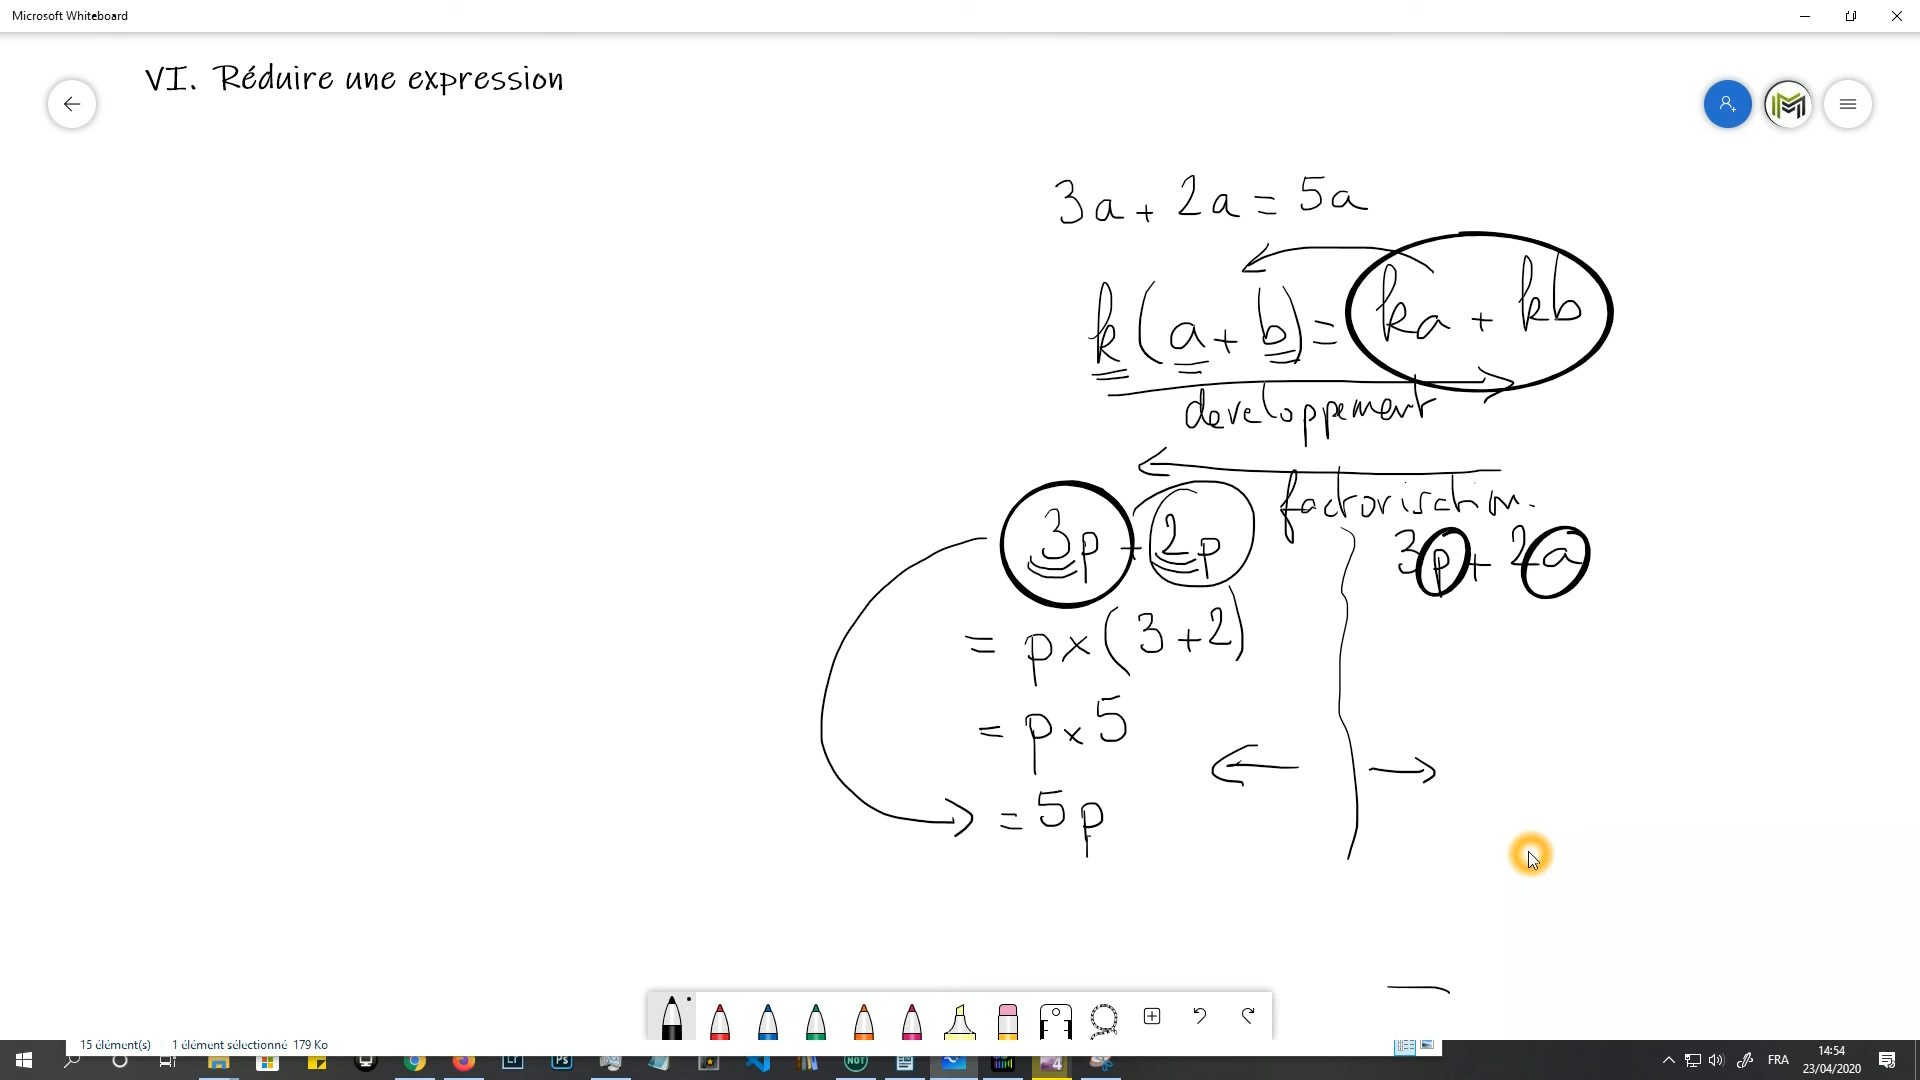 Microsoft Whiteboard
VI. Réduire une expression
3a + 2a = 5a
k(a + b) = ka + kb
developpement
factorisation.
3p + 2p
3p + 2a
= p × (3 + 2)
= p × 5
= 5p
15 élément(s) 1 élément sélectionné 179 Ko
FRA
14:54
23/04/2020